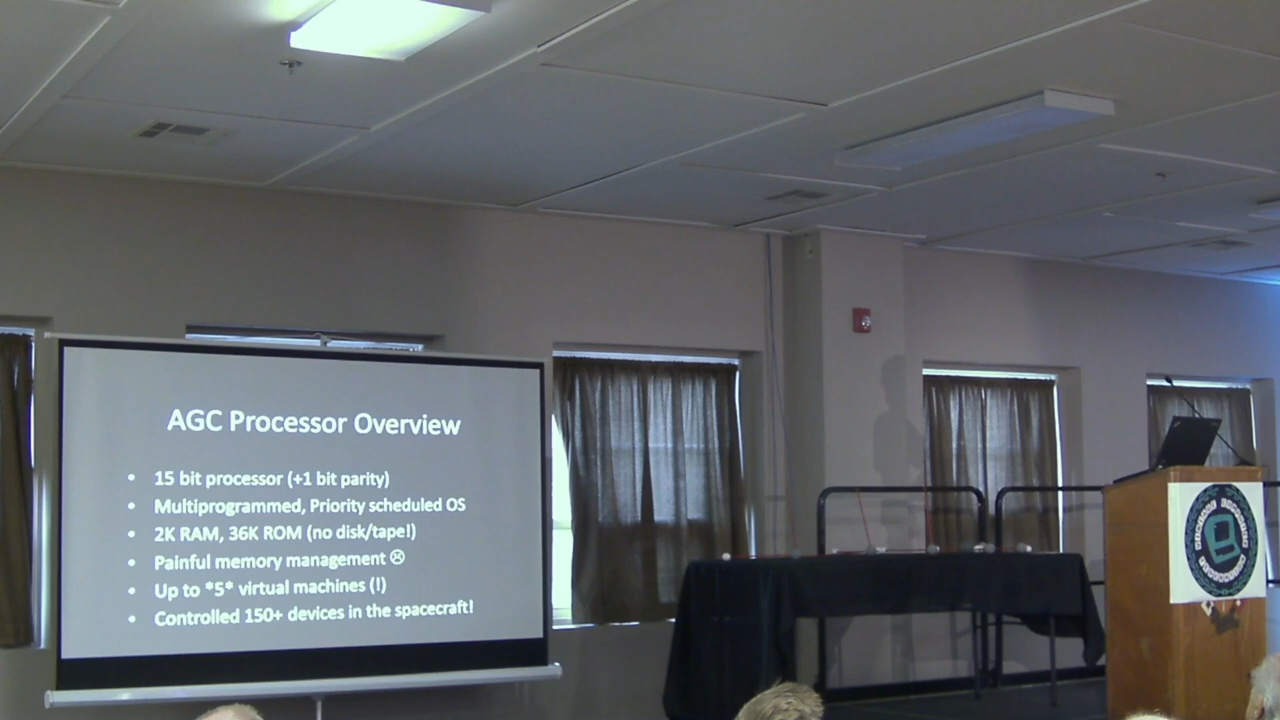 AGC Processor Overview
• 15 bit processor (+1 bit parity)
• Multiprogrammed, Priority scheduled OS
• 2K RAM, 36K ROM (no disk/tape!)
• Painful memory management ☹
• Up to *5* virtual machines (!)
• Controlled 150+ devices in the spacecraft!